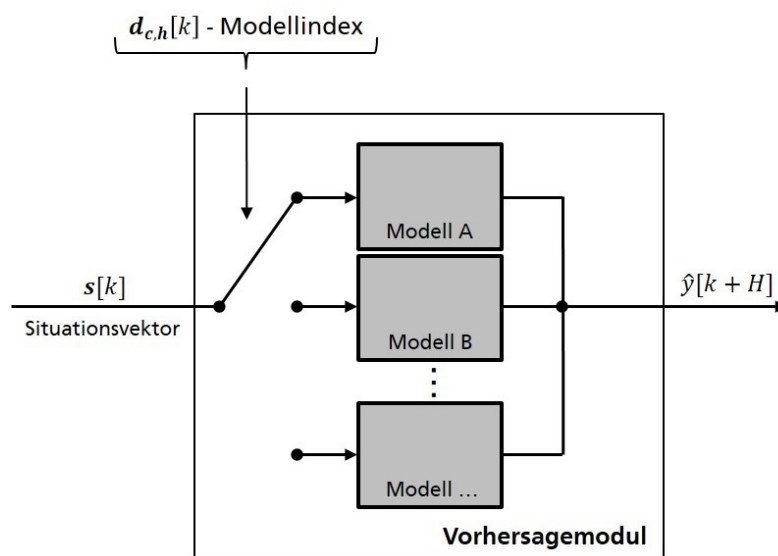 d_{c,h}[k] - Modellindex
s[k]
Situationsvektor
Modell A
Modell B
Modell ...
ŷ[k + H]
Vorhersagemodul